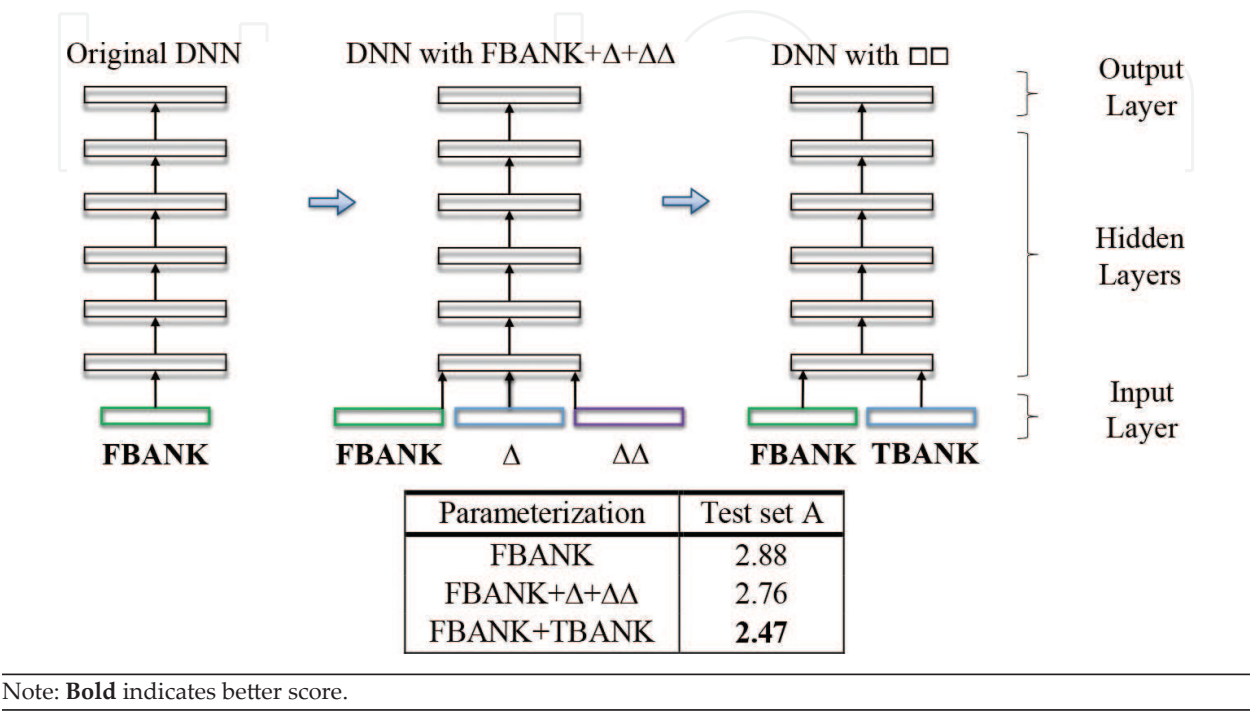 Original DNN
DNN with FBANK+Δ+ΔΔ
DNN with □□
Output
Layer
Hidden
Layers
Input
Layer
FBANK
FBANK Δ ΔΔ
FBANK TBANK
Parameterization Test set A
FBANK 2.88
FBANK+Δ+ΔΔ 2.76
FBANK+TBANK 2.47
Note: Bold indicates better score.